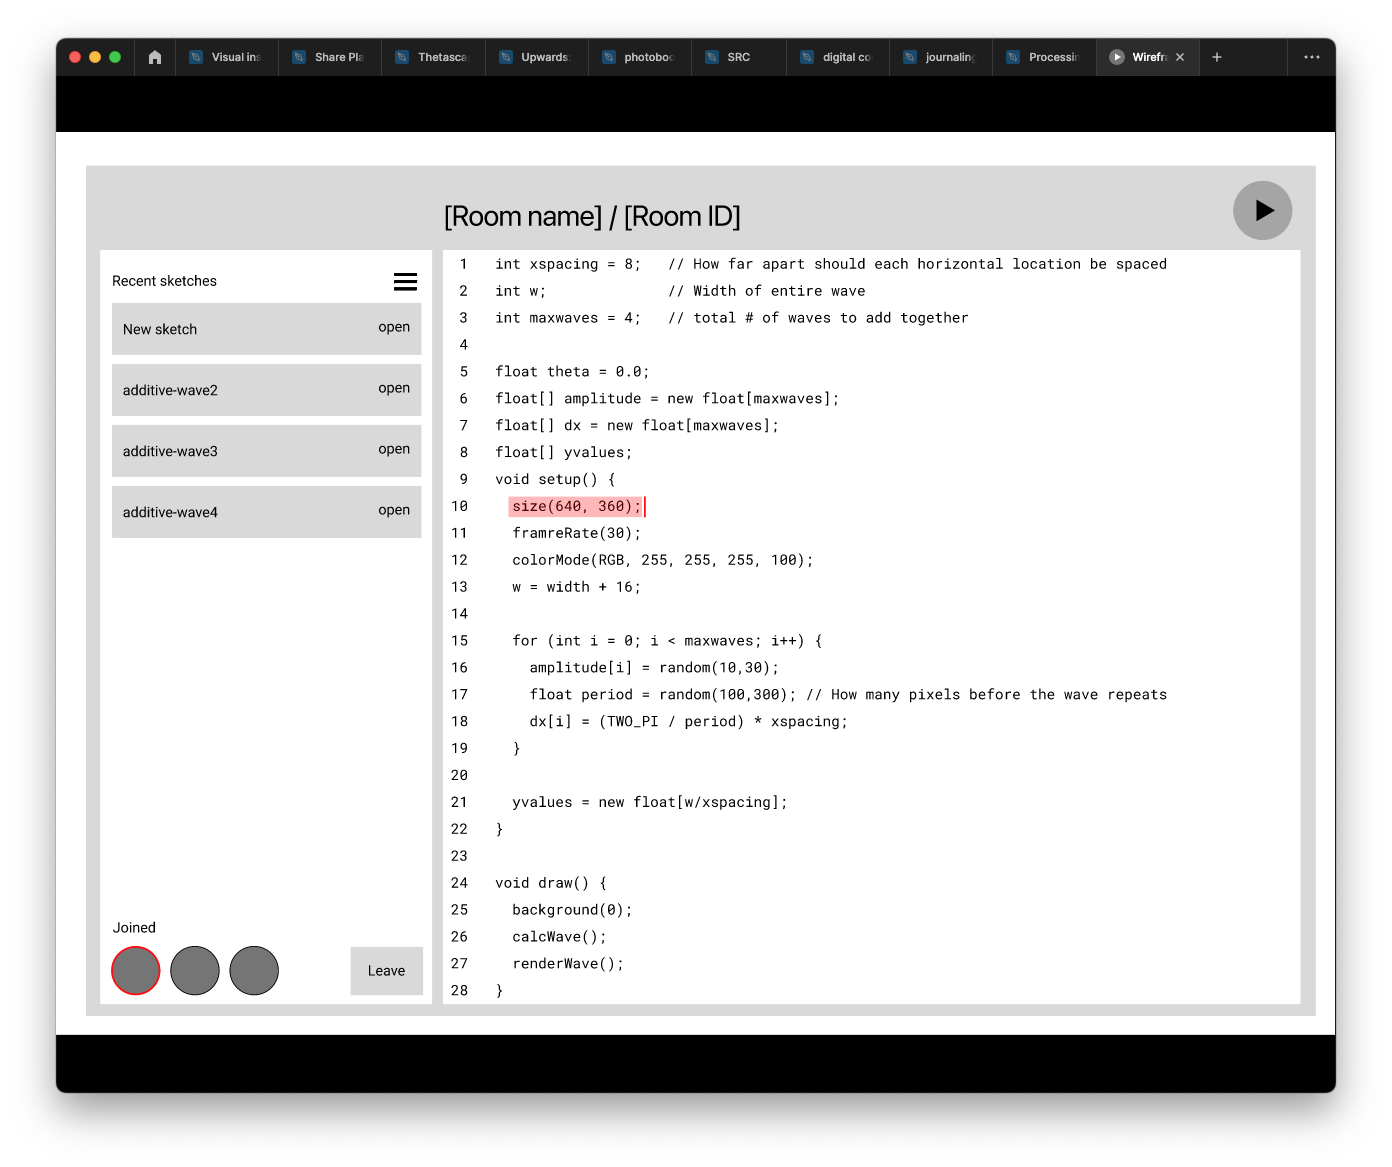 Visual ins
Share Pla
Thetasca
Upwards
photoboo
SRC
digital co
journaling
Processin
Wirefra
[Room name] / [Room ID]
Recent sketches
New sketch open
additive-wave2 open
additive-wave3 open
additive-wave4 open
Joined
Leave
1 int xspacing = 8; // How far apart should each horizontal location be spaced
2 int w; // Width of entire wave
3 int maxwaves = 4; // total # of waves to add together
4
5 float theta = 0.0;
6 float[] amplitude = new float[maxwaves];
7 float[] dx = new float[maxwaves];
8 float[] yvalues;
9 void setup() {
10 size(640, 360);
11 framreRate(30);
12 colorMode(RGB, 255, 255, 255, 100);
13 w = width + 16;
14
15 for (int i = 0; i < maxwaves; i++) {
16 amplitude[i] = random(10,30);
17 float period = random(100,300); // How many pixels before the wave repeats
18 dx[i] = (TWO_PI / period) * xspacing;
19 }
20
21 yvalues = new float[w/xspacing];
22 }
23
24 void draw() {
25 background(0);
26 calcWave();
27 renderWave();
28 }